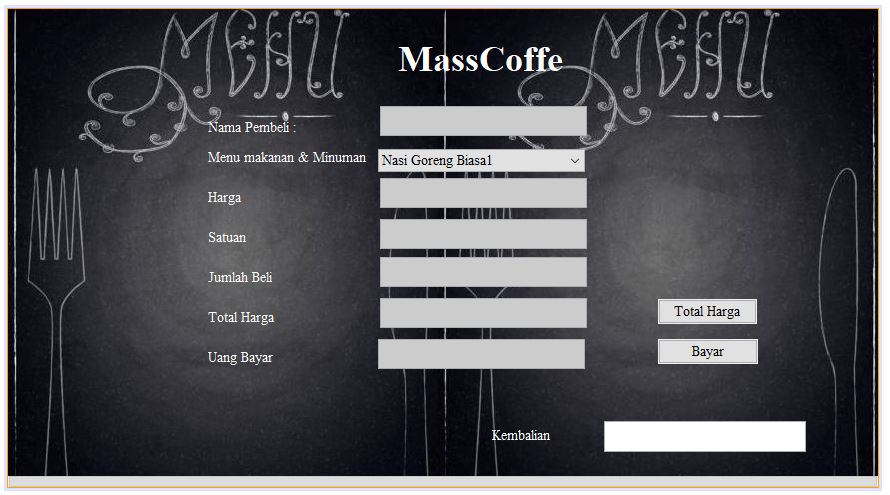 MENU MENU
MassCoffe
Nama Pembeli :
Menu makanan & Minuman Nasi Goreng Biasa1
Harga
Satuan
Jumlah Beli
Total Harga Total Harga
Uang Bayar Bayar
Kembalian